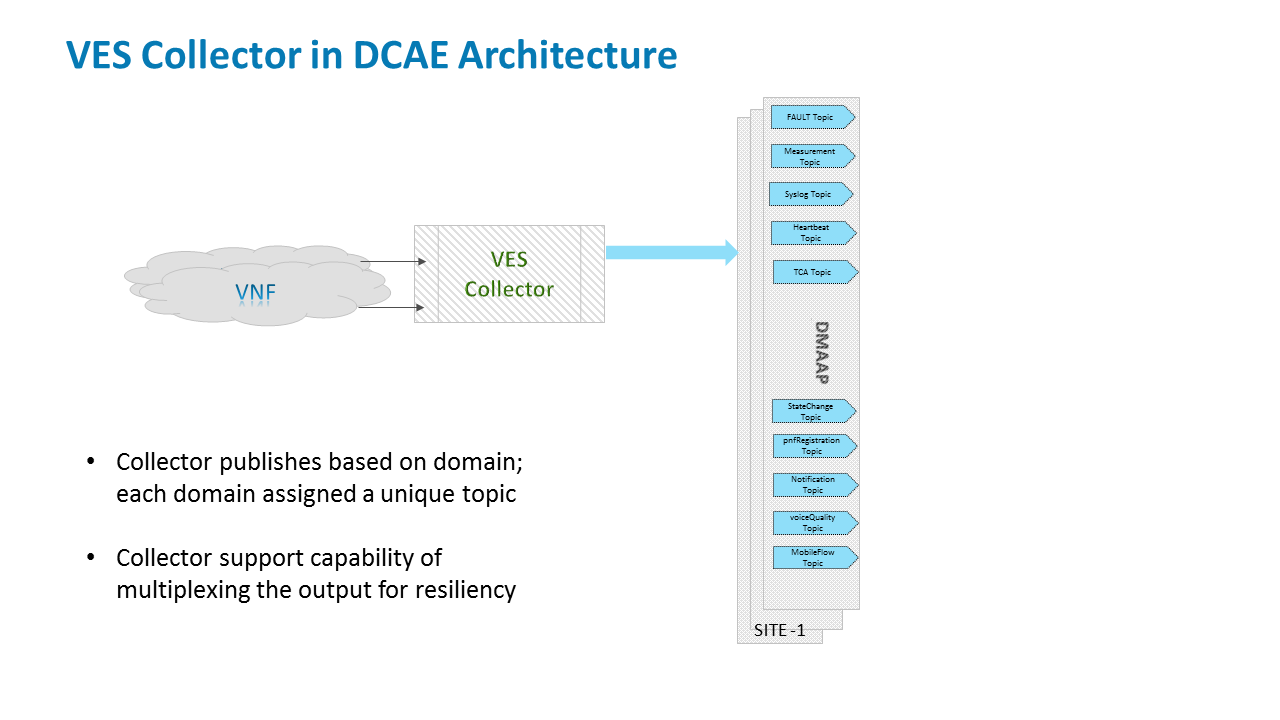 VES Collector in DCAE Architecture
FAULT Topic
Measurement
Topic
Syslog Topic
Heartbeat
Topic
TCA Topic
VES
Collector
VNF
DMAAP
StateChange
Topic
pnfRegistration
Topic
Notification
Topic
voiceQuality
Topic
MobileFlow
Topic
• Collector publishes based on domain;
each domain assigned a unique topic
• Collector support capability of
multiplexing the output for resiliency
SITE -1